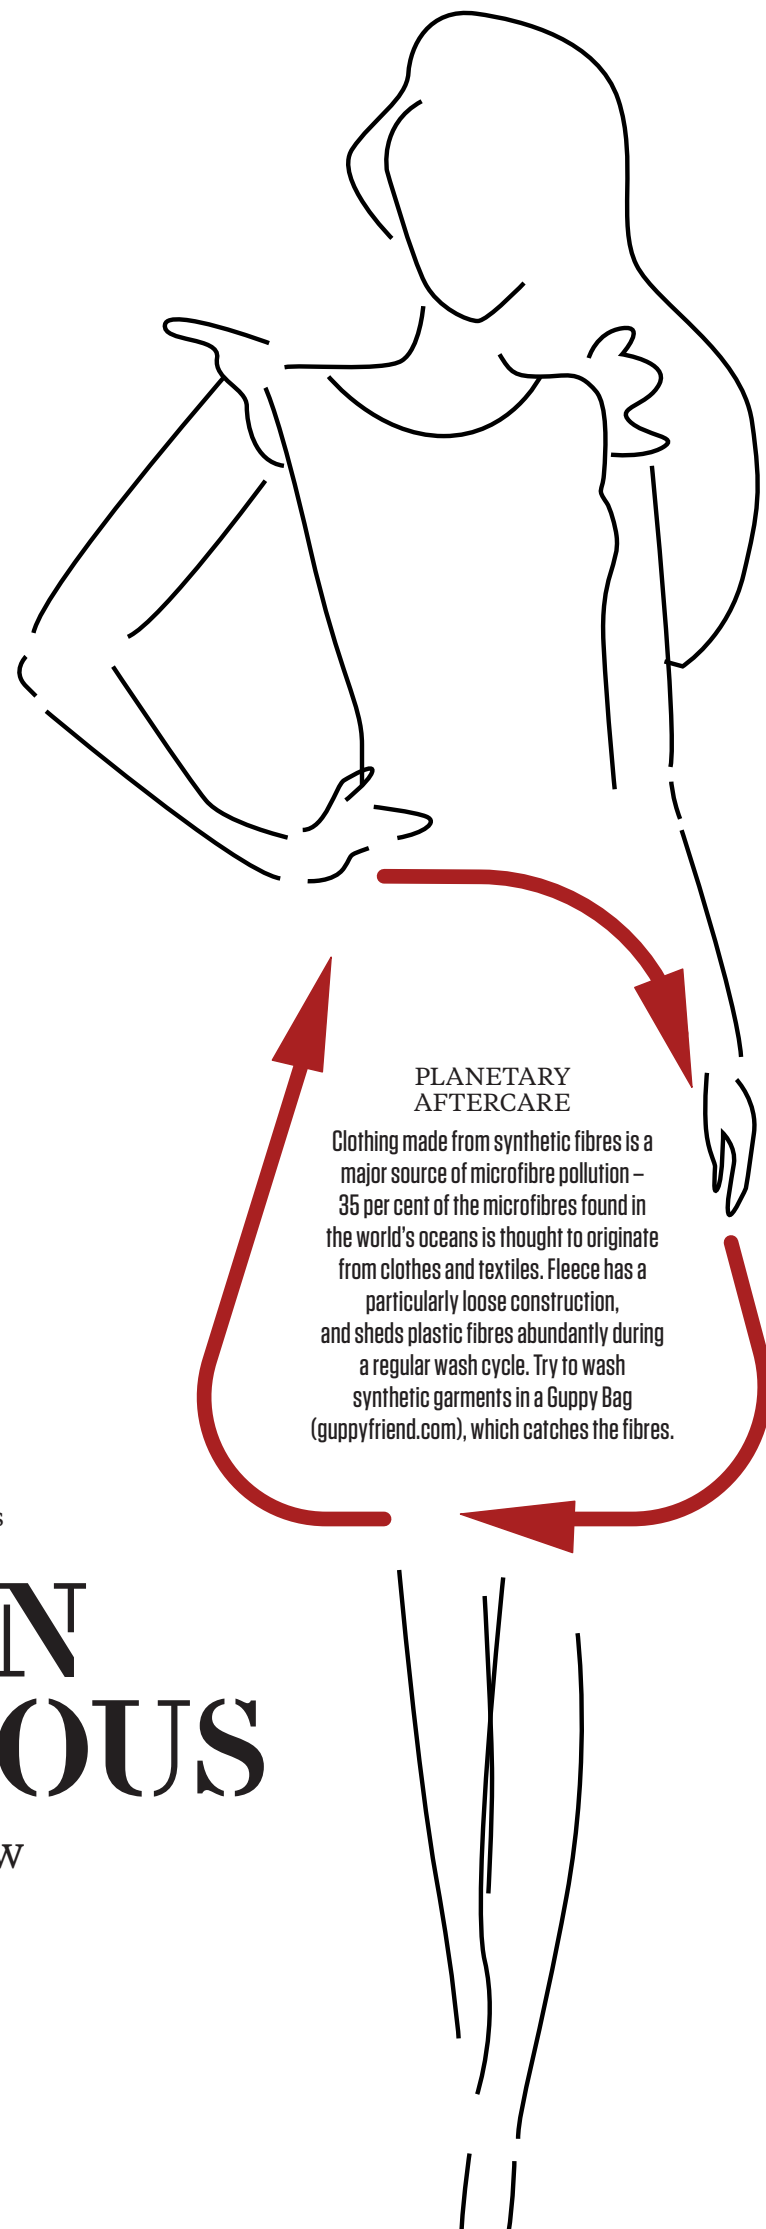 PLANETARY
AFTERCARE
Clothing made from synthetic fibres is a
major source of microfibre pollution –
35 per cent of the microfibres found in
the world's oceans is thought to originate
from clothes and textiles. Fleece has a
particularly loose construction,
and sheds plastic fibres abundantly during
a regular wash cycle. Try to wash
synthetic garments in a Guppy Bag
(guppyfriend.com), which catches the fibres.
s
N
OUS
w